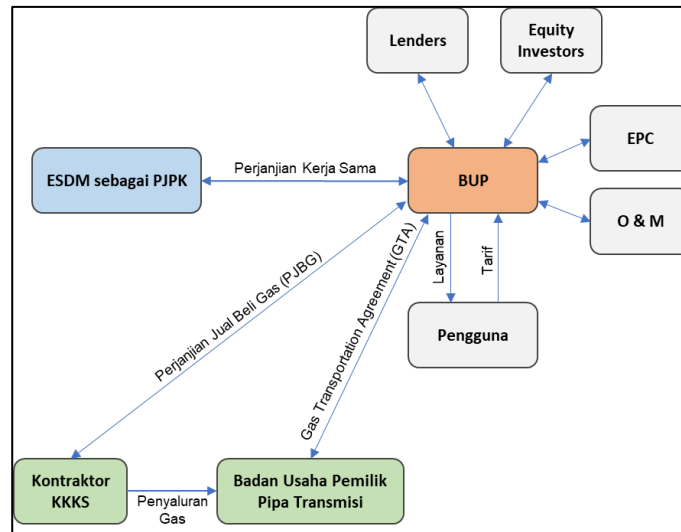 Lenders
Equity
Investors
EPC
ESDM sebagai PJPK
Perjanjian Kerja Sama
BUP
O & M
Layanan
Tarif
Pengguna
Perjanjian Jual Beli Gas (PJBG)
Gas Transportation Agreement (GTA)
Kontraktor
KKKS
Penyaluran
Gas
Badan Usaha Pemilik
Pipa Transmisi